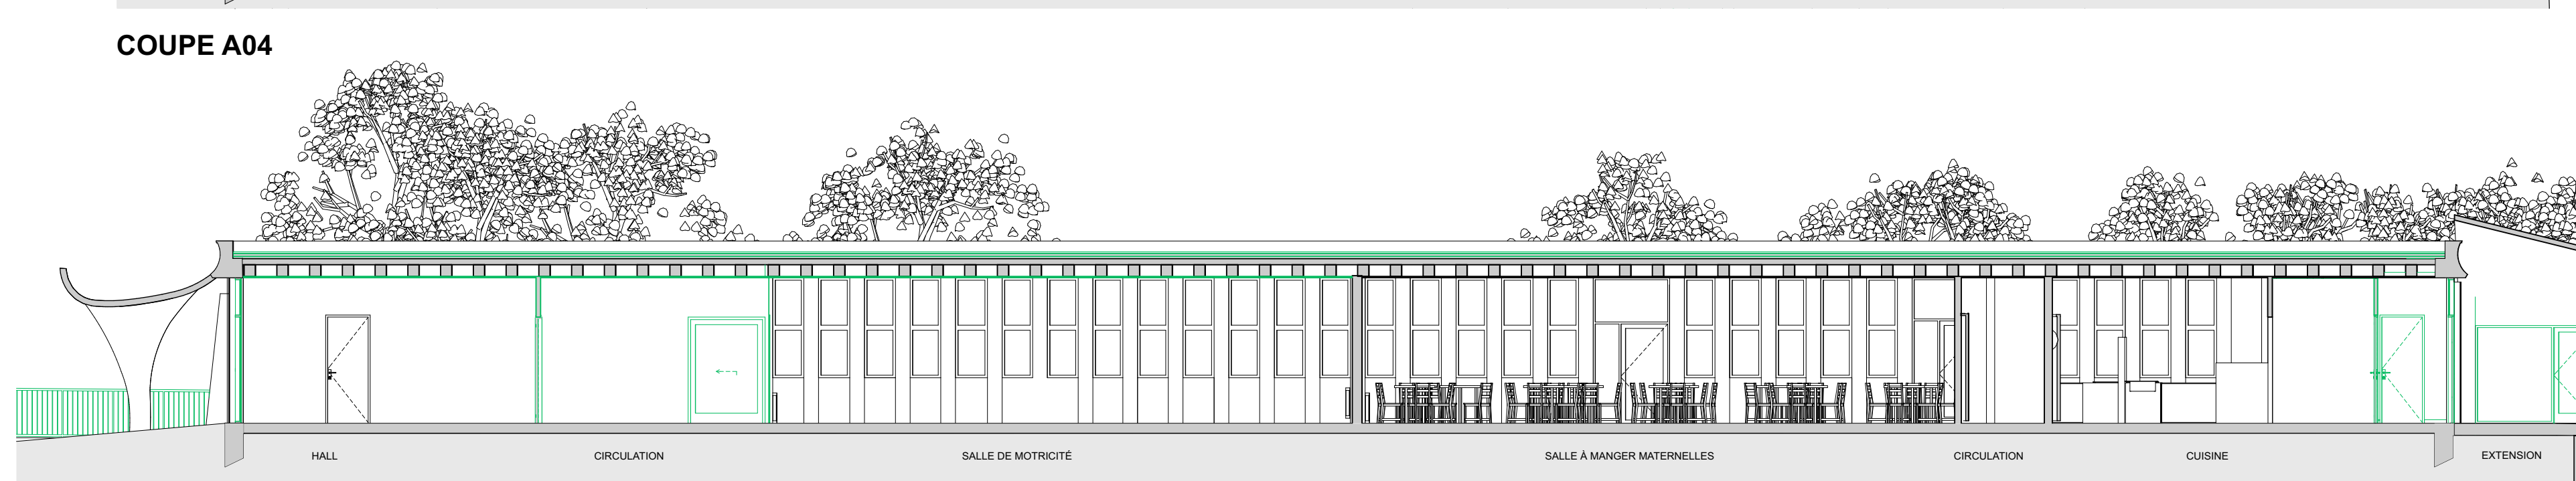 COUPE A04
HALL
CIRCULATION
SALLE DE MOTRICITÉ
SALLE À MANGER MATERNELLES
CIRCULATION
CUISINE
EXTENSION